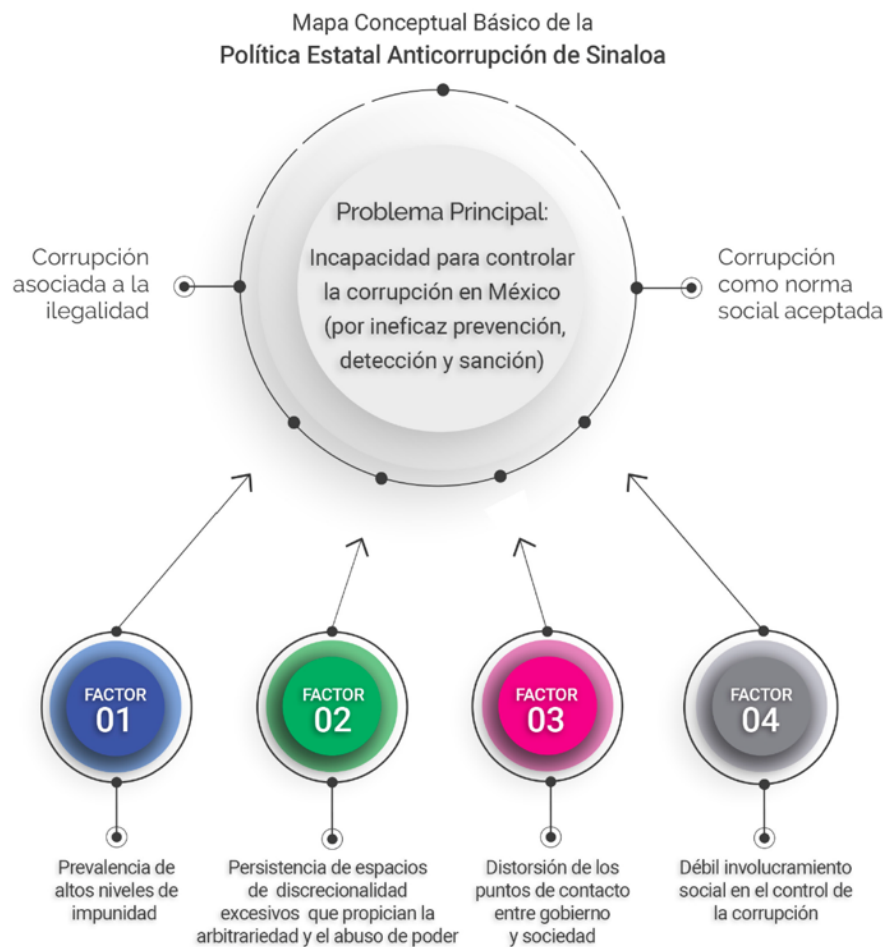 Mapa Conceptual Básico de la
Política Estatal Anticorrupción de Sinaloa
Problema Principal:
Incapacidad para controlar
la corrupción en México
(por ineficaz prevención,
detección y sanción)
Corrupción
asociada a la
ilegalidad
Corrupción
como norma
social aceptada
FACTOR
01
Prevalencia de
altos niveles de
impunidad
FACTOR
02
Persistencia de espacios
de discrecionalidad
excesivos que propician la
arbitrariedad y el abuso de poder
FACTOR
03
Distorsión de los
puntos de contacto
entre gobierno
y sociedad
FACTOR
04
Débil involucramiento
social en el control de
la corrupción